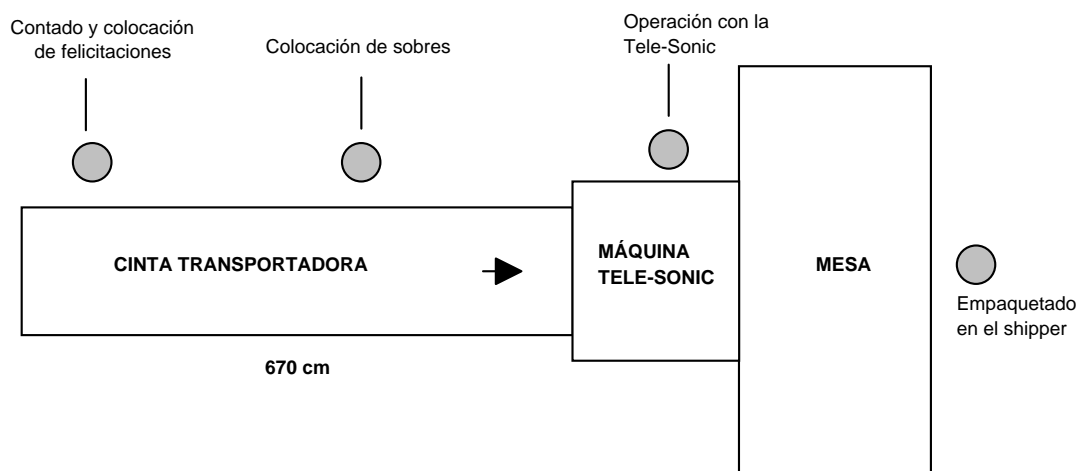 Contado y colocación
de felicitaciones
Colocación de sobres
Operación con la
Tele-Sonic
CINTA TRANSPORTADORA
MÁQUINA
TELE-SONIC
MESA
Empaquetado
en el shipper
670 cm